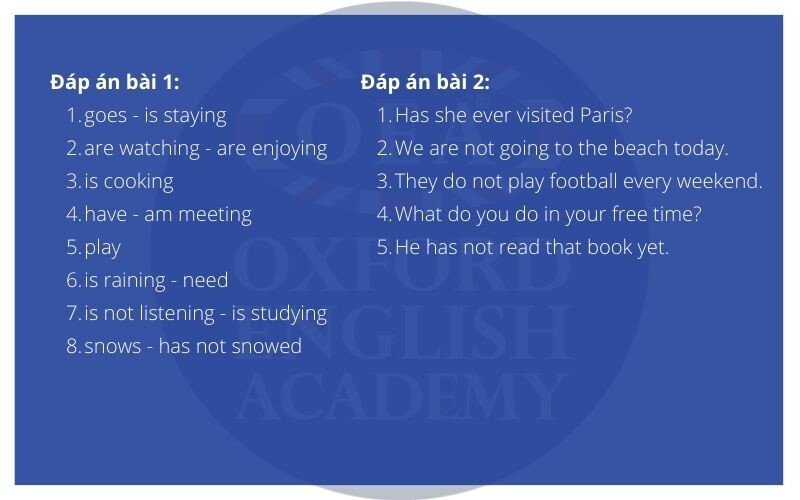 Đáp án bài 1:
1. goes - is staying
2. are watching - are enjoying
3. is cooking
4. have - am meeting
5. play
6. is raining - need
7. is not listening - is studying
8. snows - has not snowed
Đáp án bài 2:
1. Has she ever visited Paris?
2. We are not going to the beach today.
3. They do not play football every weekend.
4. What do you do in your free time?
5. He has not read that book yet.
OEA
OXFORD
ENGLISH
ACADEMY